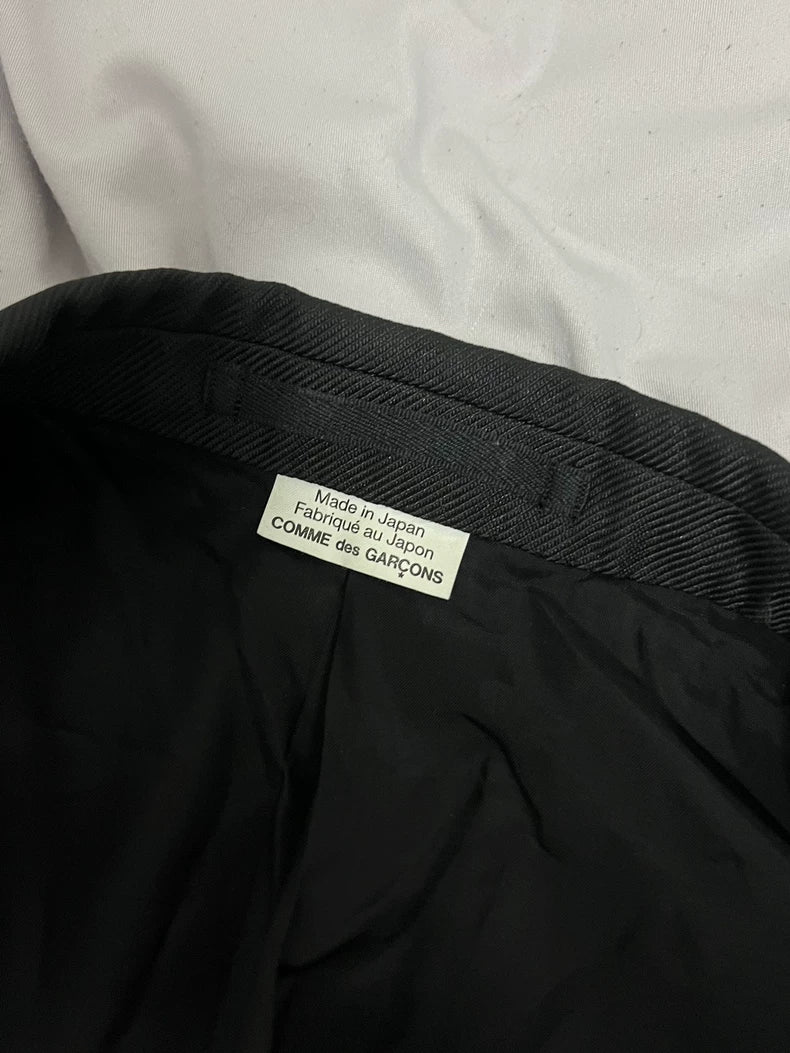 Made in Japan
Fabriqué au Japon
COMME des GARÇONS